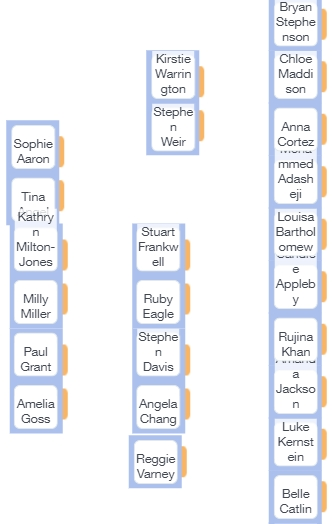 Sophie
Aaron
Tina
Kathry
n
Milton-
Jones
Milly
Miller
Paul
Grant
Amelia
Goss
Kirstie
Warrin
gton
Stephe
n
Weir
Stuart
Frankw
ell
Ruby
Eagle
Stephe
n
Davis
Angela
Chang
Reggie
Varney
Bryan
Stephe
nson
Chloe
Maddi
son
Anna
Cortez
mmed
Adash
eji
Louisa
Barthol
omew
e
Appleb
y
Rujina
Khan
a
Jackso
n
Luke
Kernst
ein
Belle
Catlin